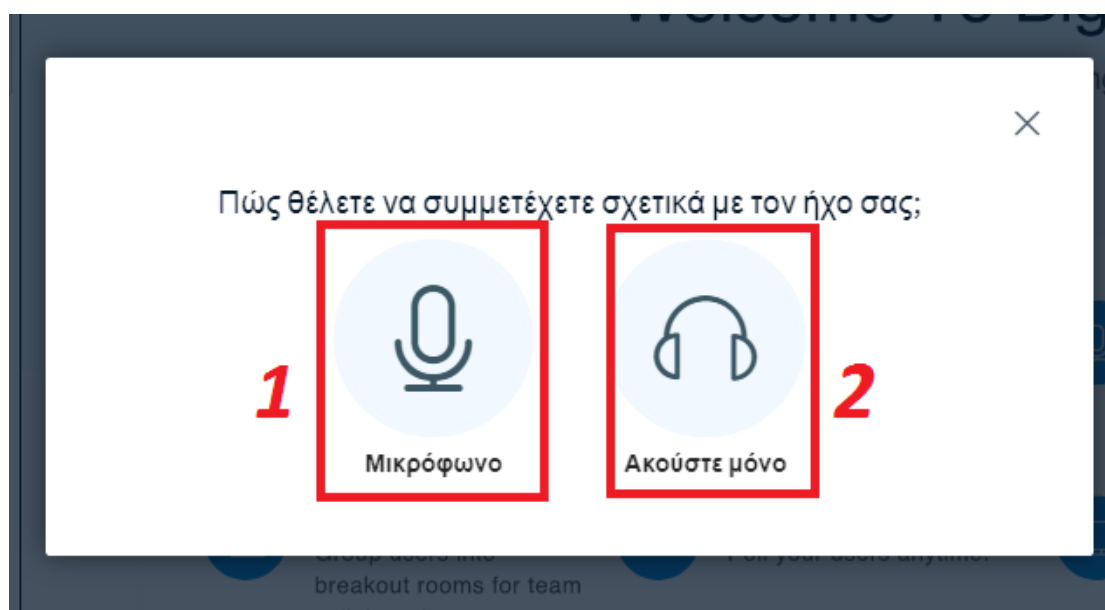 Welcome To Big
Πώς θέλετε να συμμετέχετε σχετικά με τον ήχο σας;
1
2
Μικρόφωνο
Ακούστε μόνο
Group users into
Poll your users anytime.
breakout rooms for team